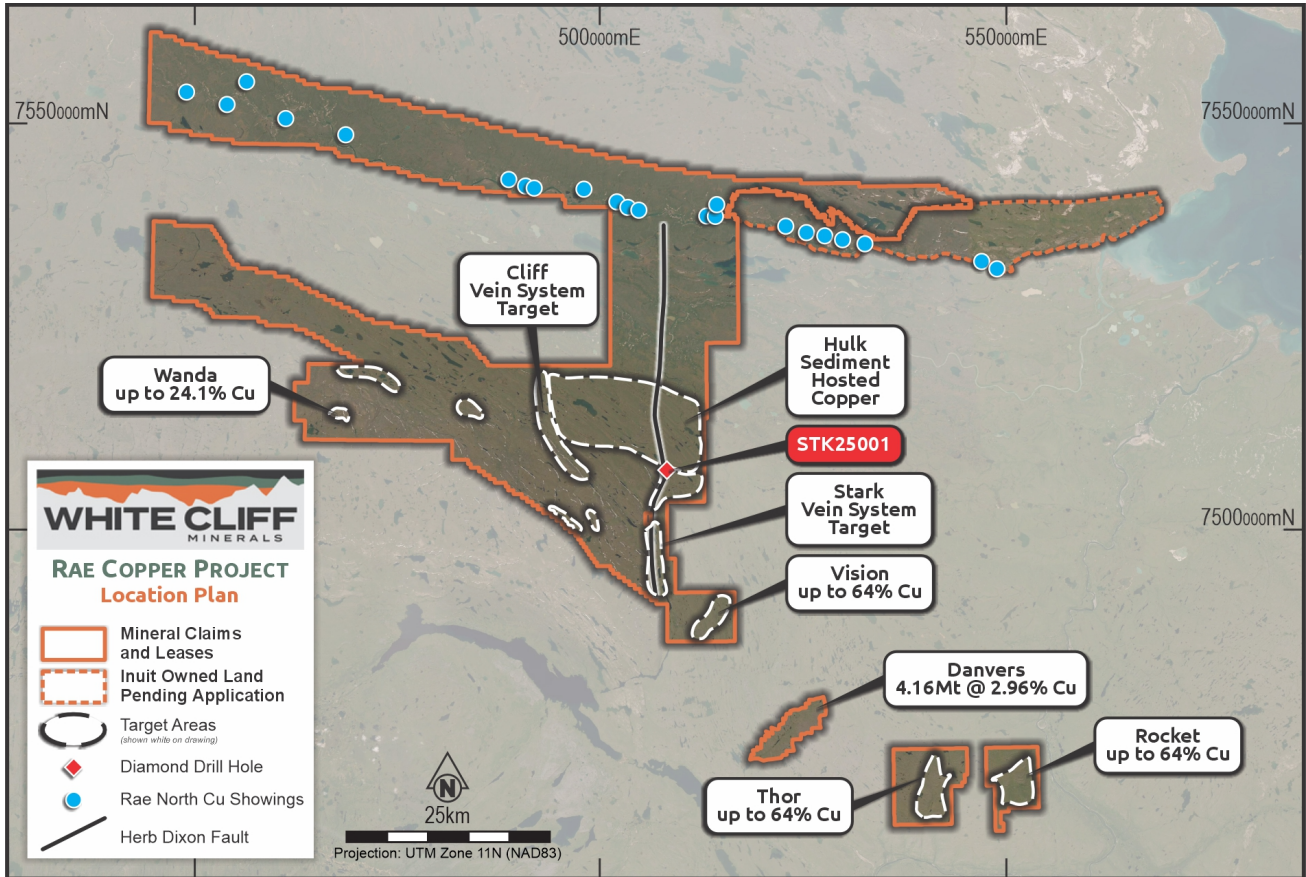 500000mE
550000mE
7550000mN
7550000mN
Cliff
Vein System
Target
Hulk
Sediment
Hosted
Copper
Wanda
up to 24.1% Cu
STK25001
Stark
Vein System
Target
7500000mN
Vision
up to 64% Cu
Danvers
4.16Mt @ 2.96% Cu
Rocket
up to 64% Cu
Thor
up to 64% Cu
WHITE CLIFF
MINERALS
RAE COPPER PROJECT
Location Plan
Mineral Claims
and Leases
Inuit Owned Land
Pending Application
Target Areas
(shown white on drawing)
Diamond Drill Hole
Rae North Cu Showings
Herb Dixon Fault
N
25km
Projection: UTM Zone 11N (NAD83)